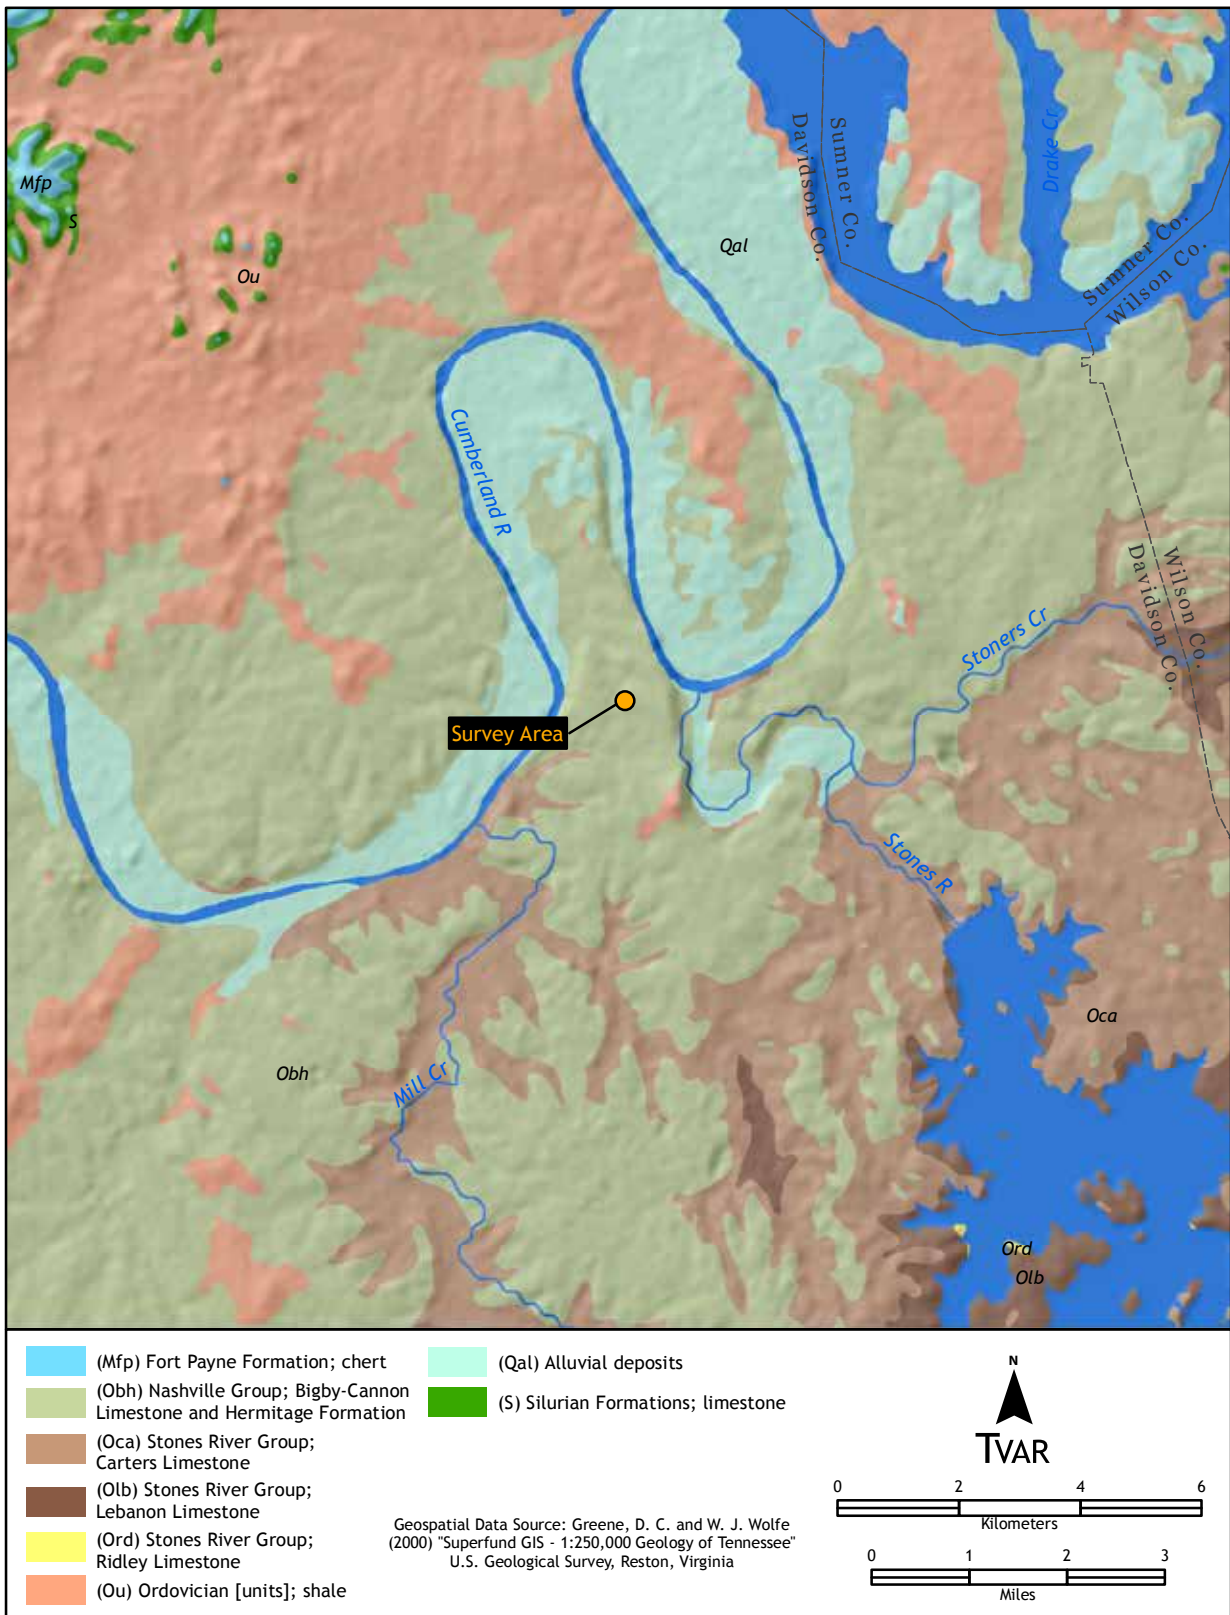 Mfp
S
Ou
Qal
Davidson Co.
Sumner Co.
Drake Cr
Sumner Co.
Wilson Co.
Cumberland R
Wilson Co.
Davidson Co.
Stoners Cr
Survey Area
Stones R
Oca
Obh
Mill Cr
Ord
Olb
(Mfp) Fort Payne Formation; chert
(Obh) Nashville Group; Bigby-Cannon
Limestone and Hermitage Formation
(Oca) Stones River Group;
Carters Limestone
(Olb) Stones River Group;
Lebanon Limestone
(Ord) Stones River Group;
Ridley Limestone
(Ou) Ordovician [units]; shale
(Qal) Alluvial deposits
(S) Silurian Formations; limestone
Geospatial Data Source: Greene, D. C. and W. J. Wolfe
(2000) "Superfund GIS - 1:250,000 Geology of Tennessee"
U.S. Geological Survey, Reston, Virginia
N
TVAR
0 2 4 6
Kilometers
0 1 2 3
Miles